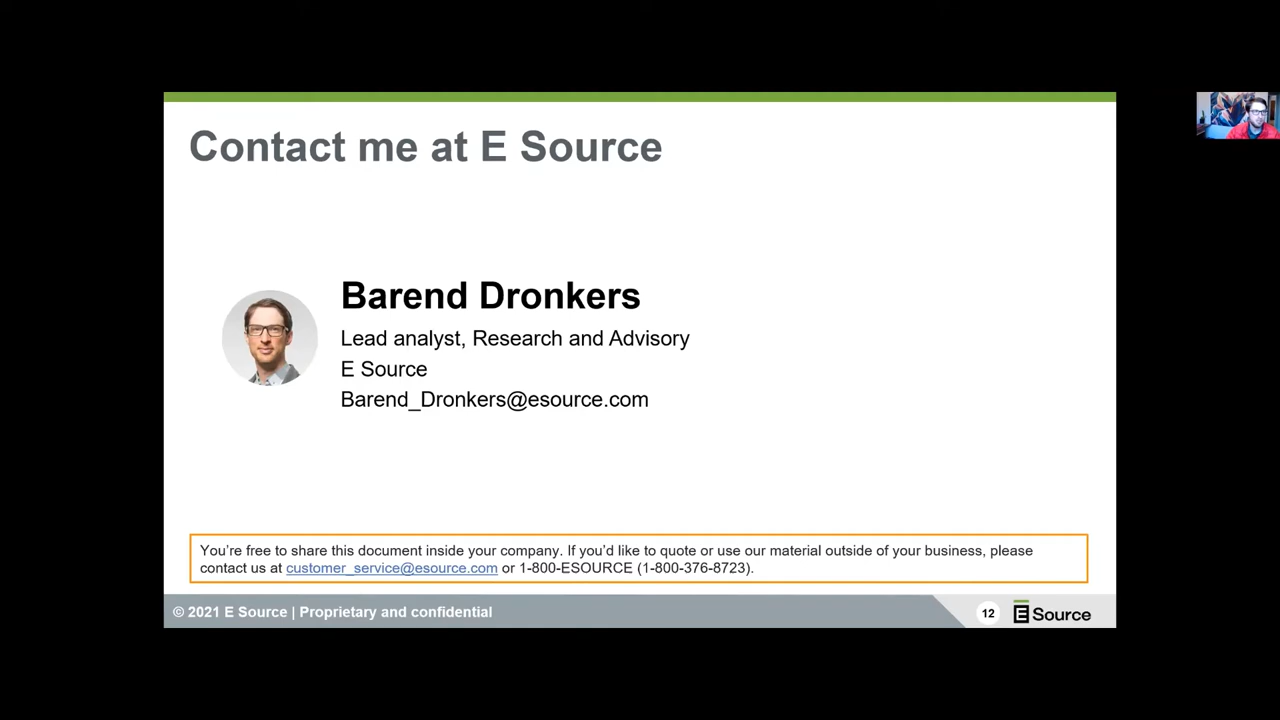 Contact me at E Source
Barend Dronkers
Lead analyst, Research and Advisory
E Source
Barend_Dronkers@esource.com
You're free to share this document inside your company. If you'd like to quote or use our material outside of your business, please
contact us at customer_service@esource.com or 1-800-ESOURCE (1-800-376-8723).
© 2021 E Source | Proprietary and confidential
12
E Source